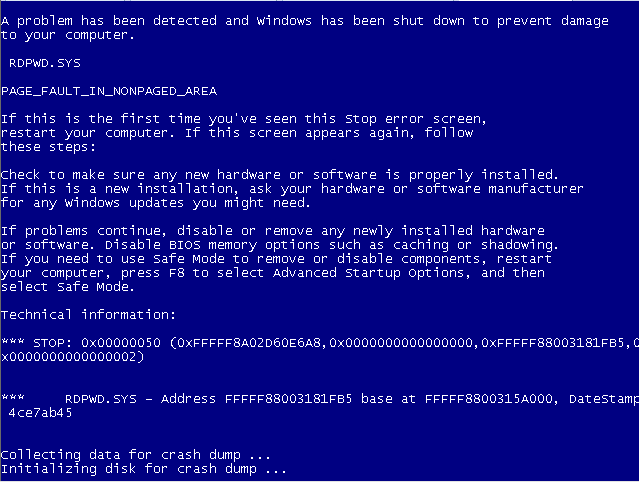 A problem has been detected and Windows has been shut down to prevent damage
to your computer.
RDPWD.SYS
PAGE_FAULT_IN_NONPAGED_AREA
If this is the first time you've seen this Stop error screen,
restart your computer. If this screen appears again, follow
these steps:
Check to make sure any new hardware or software is properly installed.
If this is a new installation, ask your hardware or software manufacturer
for any Windows updates you might need.
If problems continue, disable or remove any newly installed hardware
or software. Disable BIOS memory options such as caching or shadowing.
If you need to use Safe Mode to remove or disable components, restart
your computer, press F8 to select Advanced Startup Options, and then
select Safe Mode.
Technical information:
*** STOP: 0x00000050 (0xFFFFF8A02D60E6A8,0x0000000000000000,0xFFFFF88003181FB5,0
x0000000000000002)
*** RDPWD.SYS - Address FFFFF88003181FB5 base at FFFFF8800315A000, DateStamp
4ce7ab45
Collecting data for crash dump ...
Initializing disk for crash dump ...